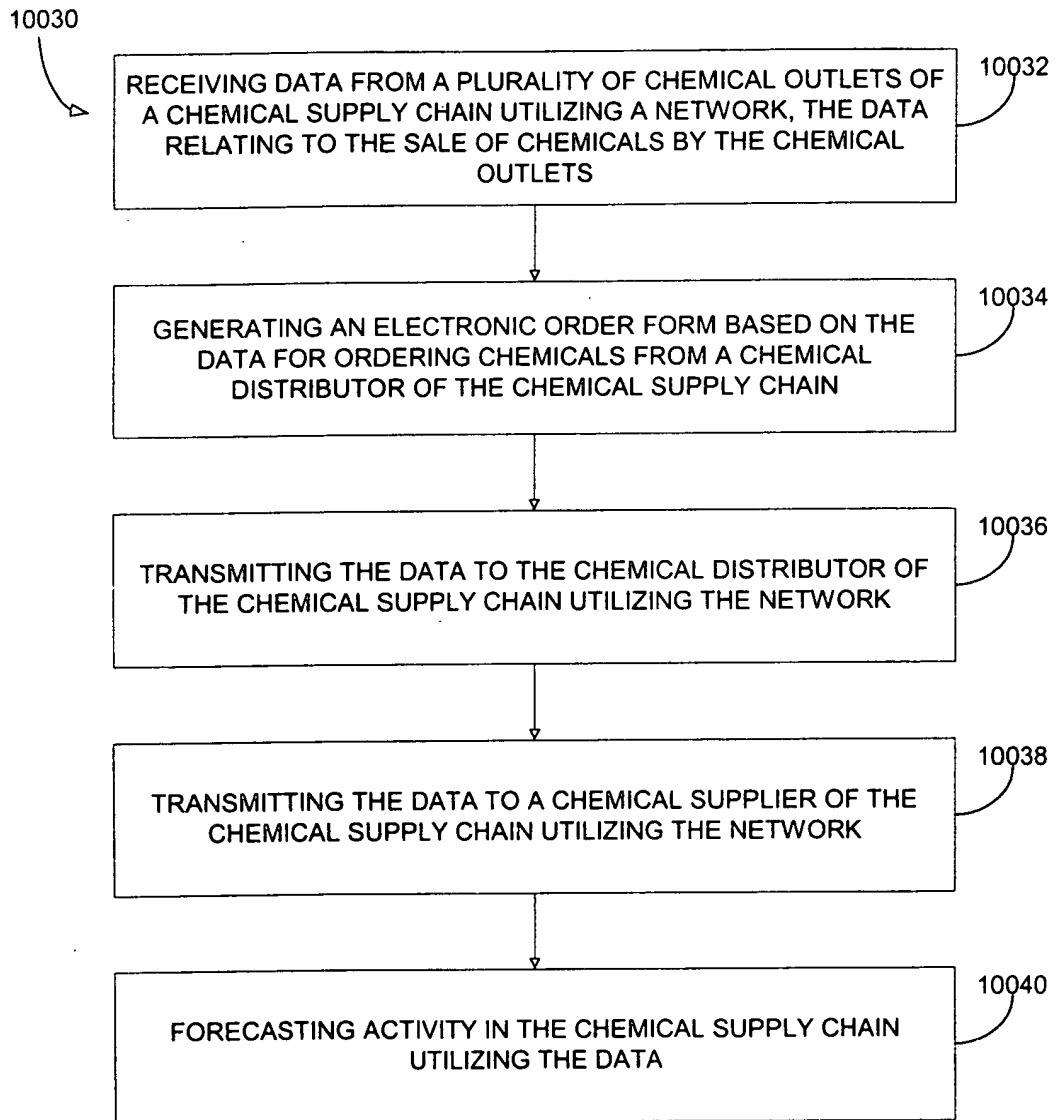 10030
RECEIVING DATA FROM A PLURALITY OF CHEMICAL OUTLETS OF
A CHEMICAL SUPPLY CHAIN UTILIZING A NETWORK, THE DATA
RELATING TO THE SALE OF CHEMICALS BY THE CHEMICAL
OUTLETS
10032
GENERATING AN ELECTRONIC ORDER FORM BASED ON THE
DATA FOR ORDERING CHEMICALS FROM A CHEMICAL
DISTRIBUTOR OF THE CHEMICAL SUPPLY CHAIN
10034
TRANSMITTING THE DATA TO THE CHEMICAL DISTRIBUTOR OF
THE CHEMICAL SUPPLY CHAIN UTILIZING THE NETWORK
10036
TRANSMITTING THE DATA TO A CHEMICAL SUPPLIER OF THE
CHEMICAL SUPPLY CHAIN UTILIZING THE NETWORK
10038
FORECASTING ACTIVITY IN THE CHEMICAL SUPPLY CHAIN
UTILIZING THE DATA
10040